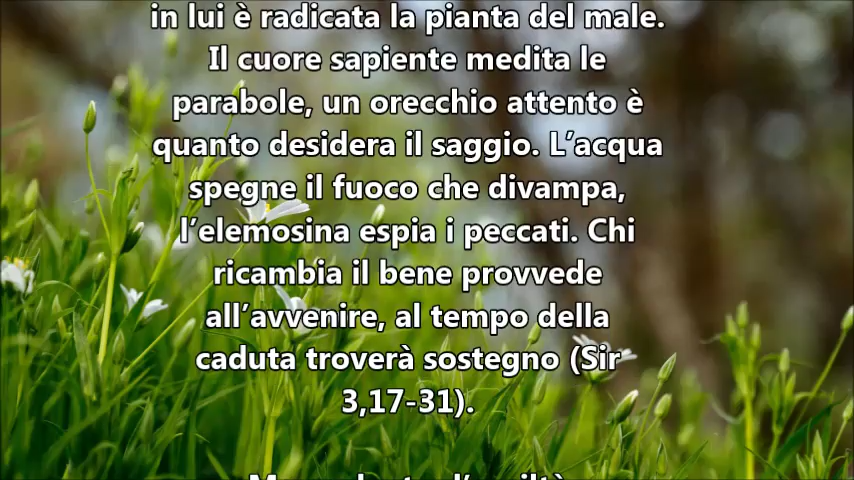 in lui è radicata la pianta del male.
Il cuore sapiente medita le
parabole, un orecchio attento è
quanto desidera il saggio. L’acqua
spegne il fuoco che divampa,
l’elemosina espia i peccati. Chi
ricambia il bene provvede
all’avvenire, al tempo della
caduta troverà sostegno (Sir
3,17-31).